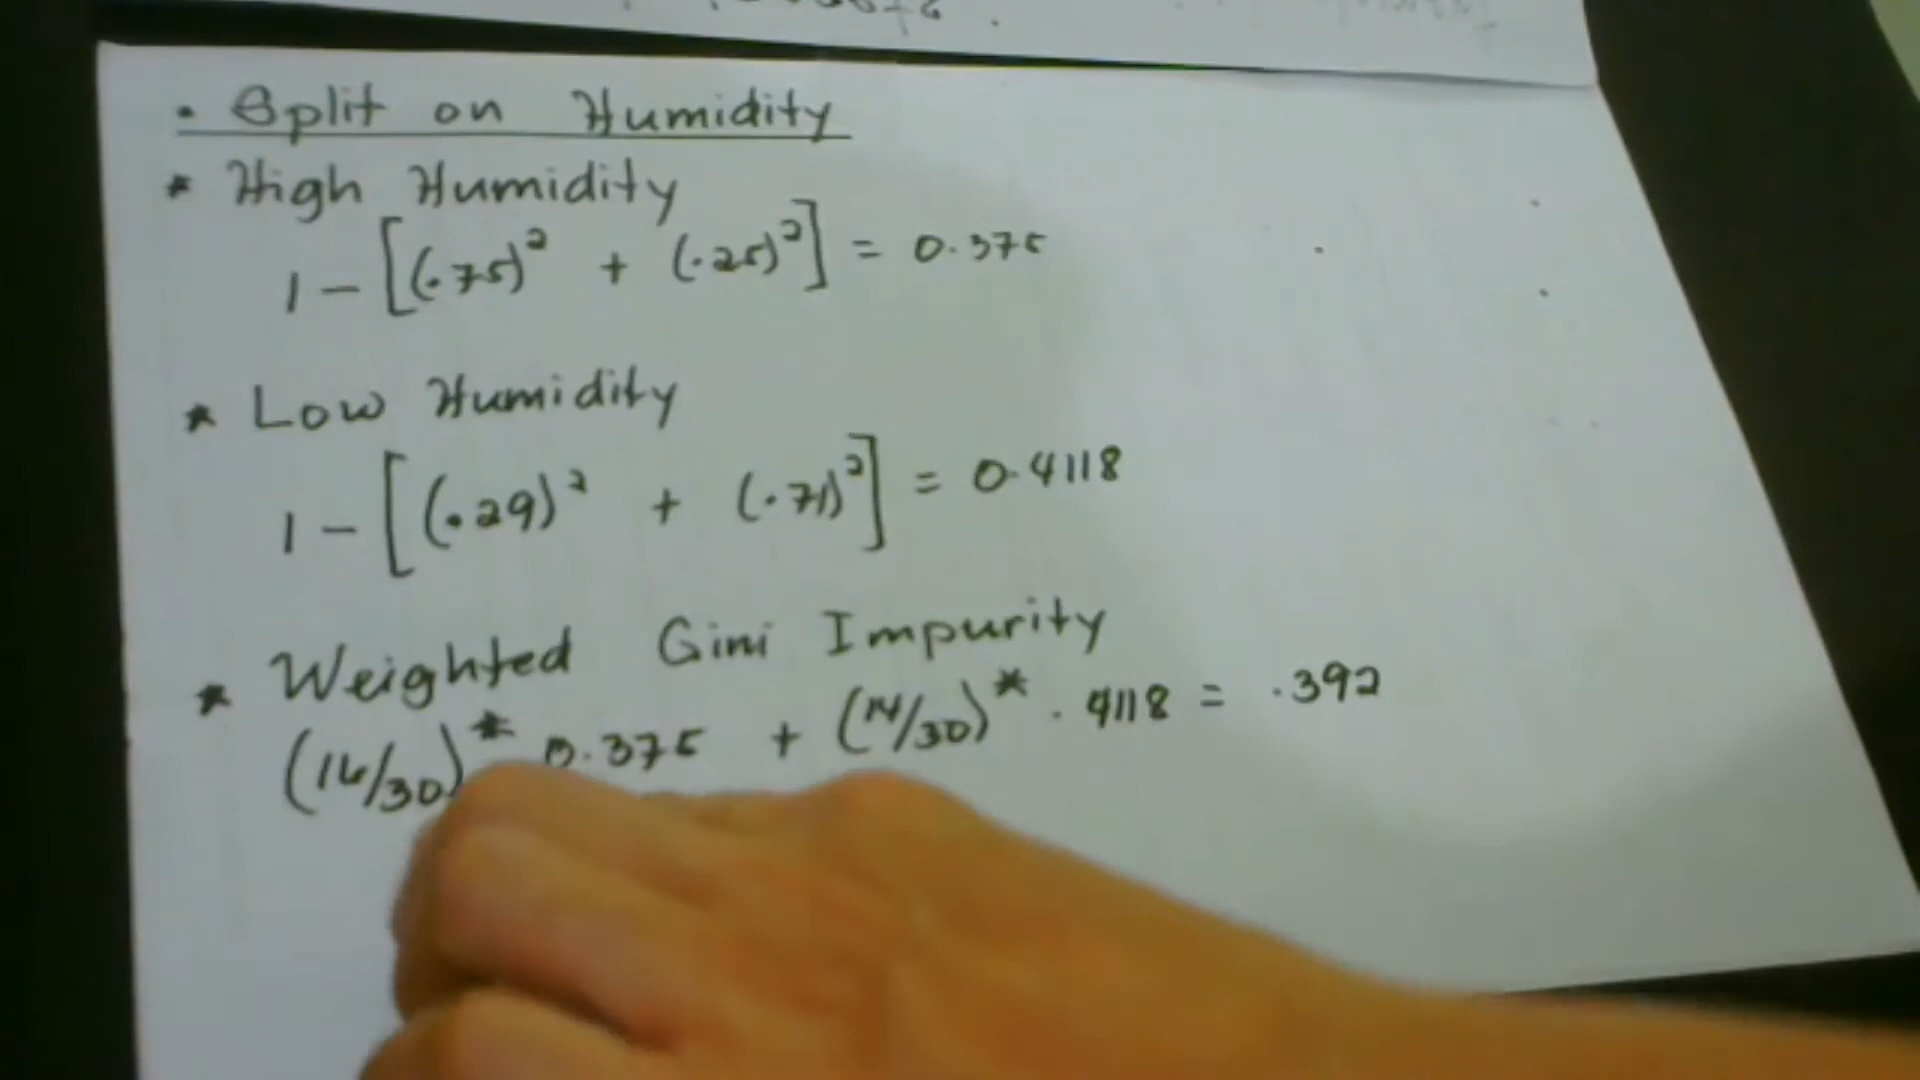 • Split on Humidity
* High Humidity
1 - [(.75)² + (.25)²] = 0.375
* Low Humidity
1 - [(.29)² + (.71)²] = 0.4118
* Weighted Gini Impurity
(16/30)* 0.375 + (14/30)* .4118 = .392